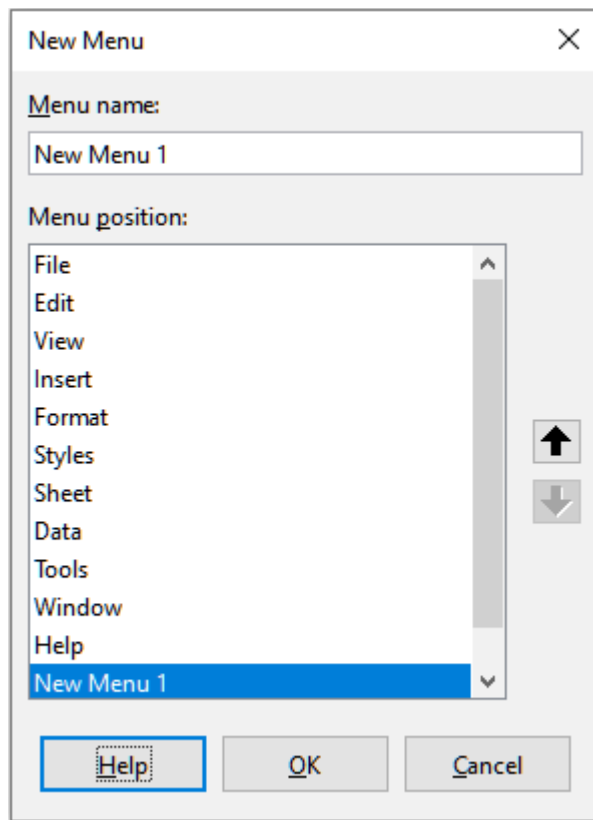 New Menu
Menu name:
New Menu 1
Menu position:
File
Edit
View
Insert
Format
Styles
Sheet
Data
Tools
Window
Help
New Menu 1
Help OK Cancel